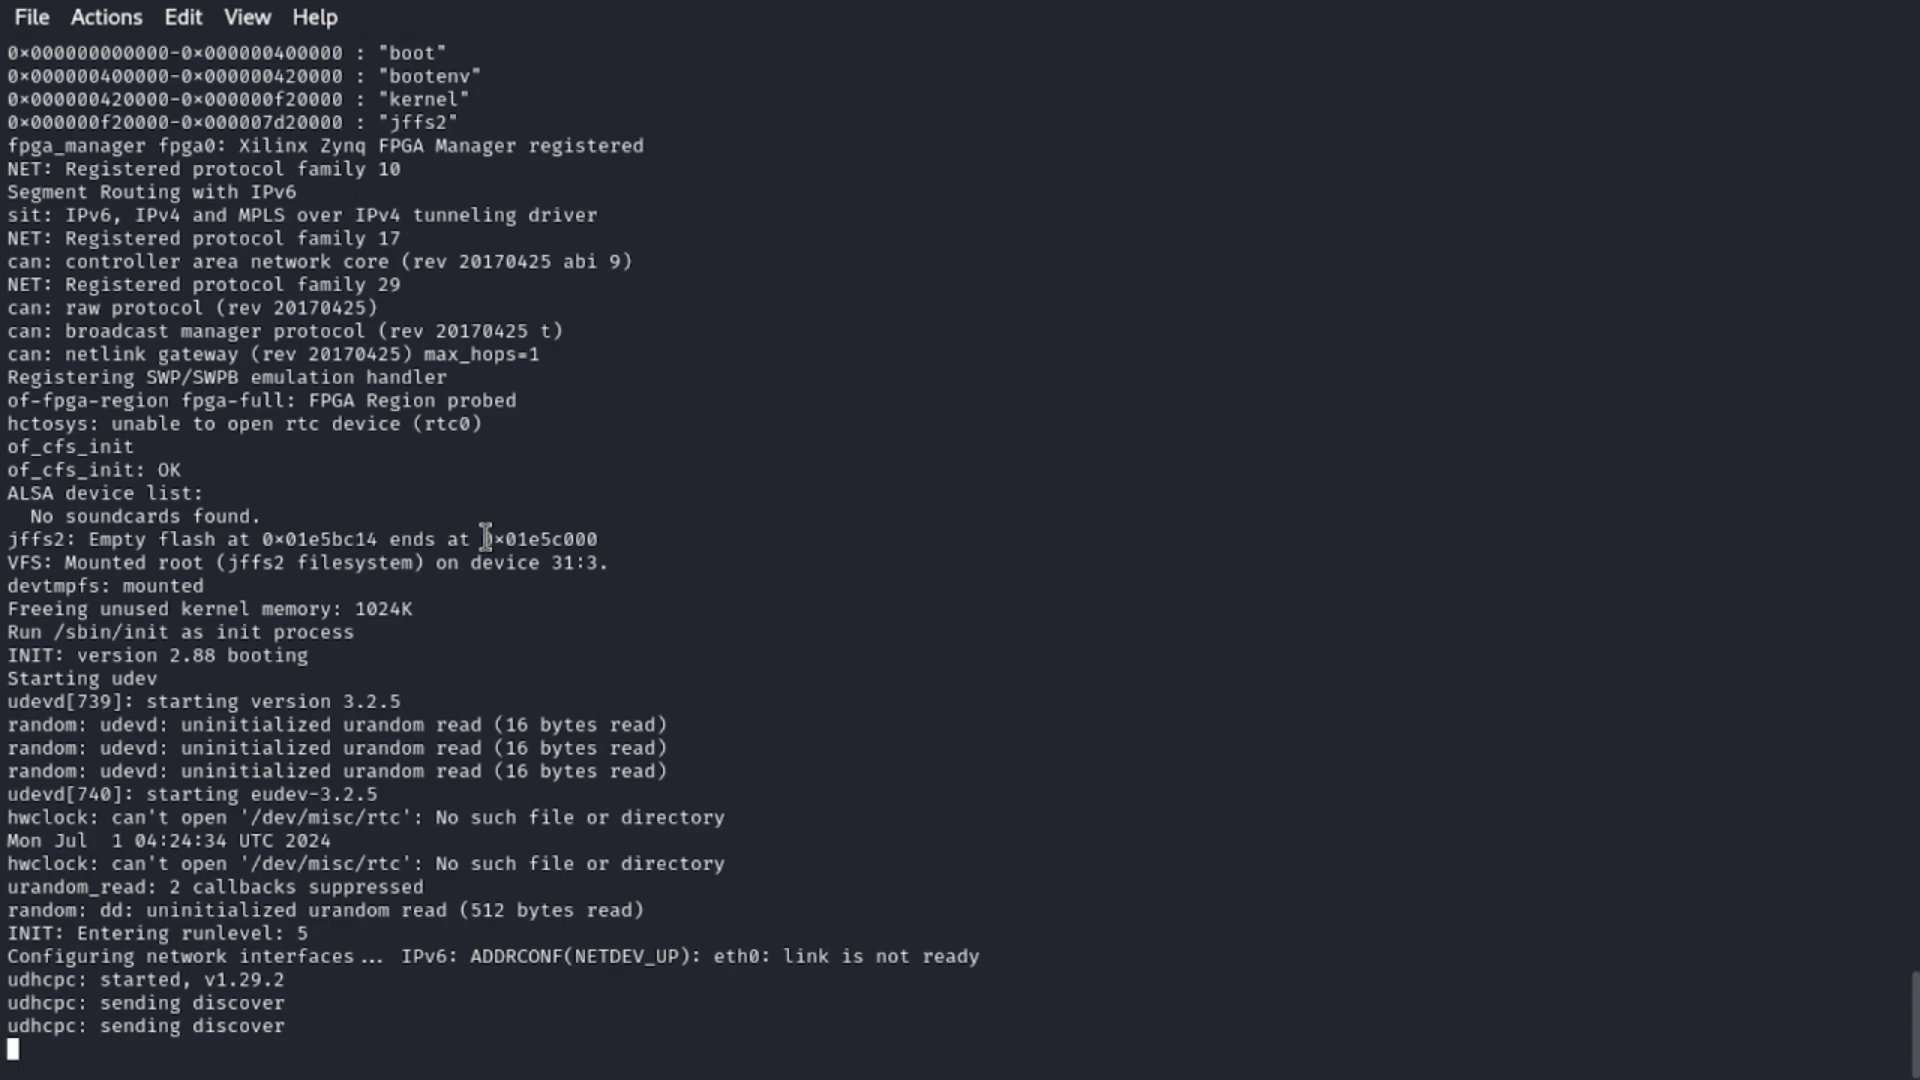 File Actions Edit View Help
0×000000000000-0×000000400000 : "boot"
0×000000400000-0×000000420000 : "bootenv"
0×000000420000-0×000000f20000 : "kernel"
0×000000f20000-0×000007d20000 : "jffs2"
fpga_manager fpga0: Xilinx Zynq FPGA Manager registered
NET: Registered protocol family 10
Segment Routing with IPv6
sit: IPv6, IPv4 and MPLS over IPv4 tunneling driver
NET: Registered protocol family 17
can: controller area network core (rev 20170425 abi 9)
NET: Registered protocol family 29
can: raw protocol (rev 20170425)
can: broadcast manager protocol (rev 20170425 t)
can: netlink gateway (rev 20170425) max_hops=1
Registering SWP/SWPB emulation handler
of-fpga-region fpga-full: FPGA Region probed
hctosys: unable to open rtc device (rtc0)
of_cfs_init
of_cfs_init: OK
ALSA device list:
  No soundcards found.
jffs2: Empty flash at 0×01e5bc14 ends at 0×01e5c000
VFS: Mounted root (jffs2 filesystem) on device 31:3.
devtmpfs: mounted
Freeing unused kernel memory: 1024K
Run /sbin/init as init process
INIT: version 2.88 booting
Starting udev
udevd[739]: starting version 3.2.5
random: udevd: uninitialized urandom read (16 bytes read)
random: udevd: uninitialized urandom read (16 bytes read)
random: udevd: uninitialized urandom read (16 bytes read)
udevd[740]: starting eudev-3.2.5
hwclock: can't open '/dev/misc/rtc': No such file or directory
Mon Jul  1 04:24:34 UTC 2024
hwclock: can't open '/dev/misc/rtc': No such file or directory
urandom_read: 2 callbacks suppressed
random: dd: uninitialized urandom read (512 bytes read)
INIT: Entering runlevel: 5
Configuring network interfaces... IPv6: ADDRCONF(NETDEV_UP): eth0: link is not ready
udhcpc: started, v1.29.2
udhcpc: sending discover
udhcpc: sending discover